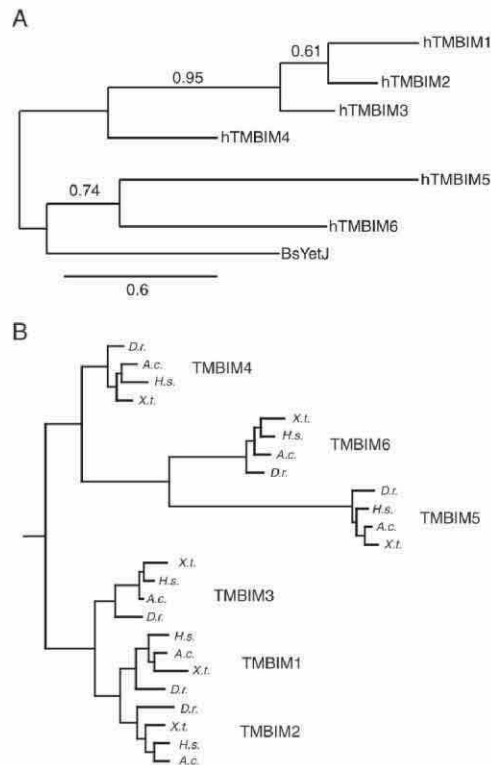 A
hTMBIM1
0.61
0.95
hTMBIM2
hTMBIM3
hTMBIM4
0.74
hTMBIM5
hTMBIM6
BsYetJ
0.6
B
D.r.
A.c.
TMBIM4
H.s.
X.t.
X.t.
H.s.
TMBIM6
A.c.
D.r.
D.r.
H.s.
TMBIM5
A.c.
X.t.
X.t.
H.s.
TMBIM3
A.c.
D.r.
H.s.
A.c.
TMBIM1
X.t.
D.r.
D.r.
X.t.
TMBIM2
H.s.
A.c.